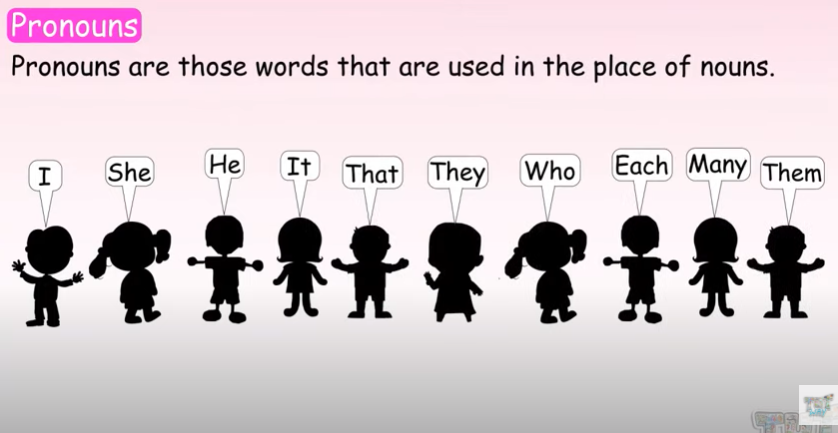 Pronouns
Pronouns are those words that are used in the place of nouns.
I She He It That They Who Each Many Them